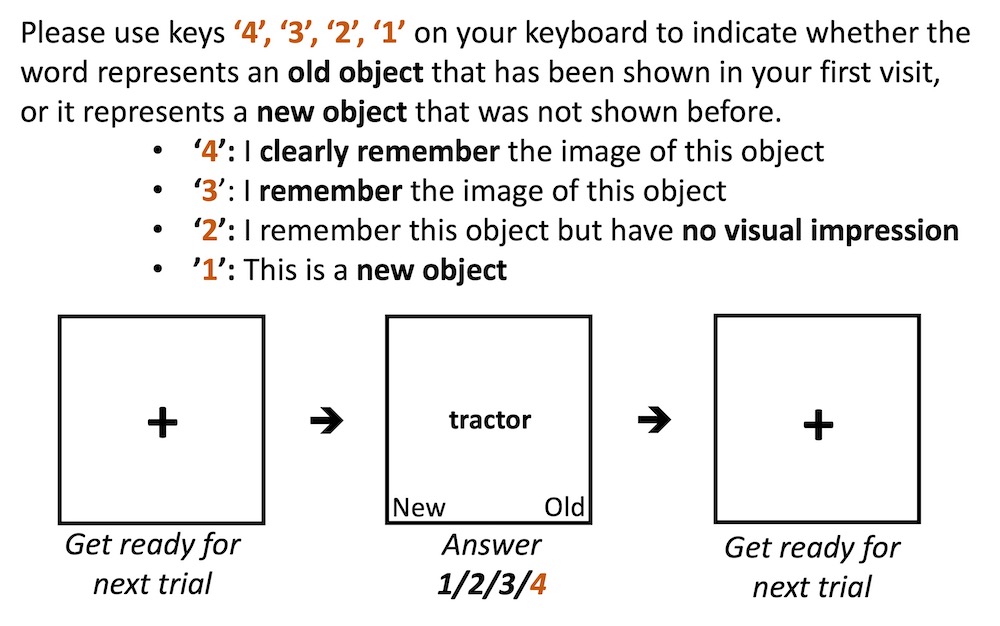 Please use keys ‘4’, ‘3’, ‘2’, ‘1’ on your keyboard to indicate whether the
word represents an old object that has been shown in your first visit,
or it represents a new object that was not shown before.
• ‘4’: I clearly remember the image of this object
• ‘3’: I remember the image of this object
• ‘2’: I remember this object but have no visual impression
• ’1’: This is a new object
+
tractor
New Old
+
Get ready for
next trial
Answer
1/2/3/4
Get ready for
next trial